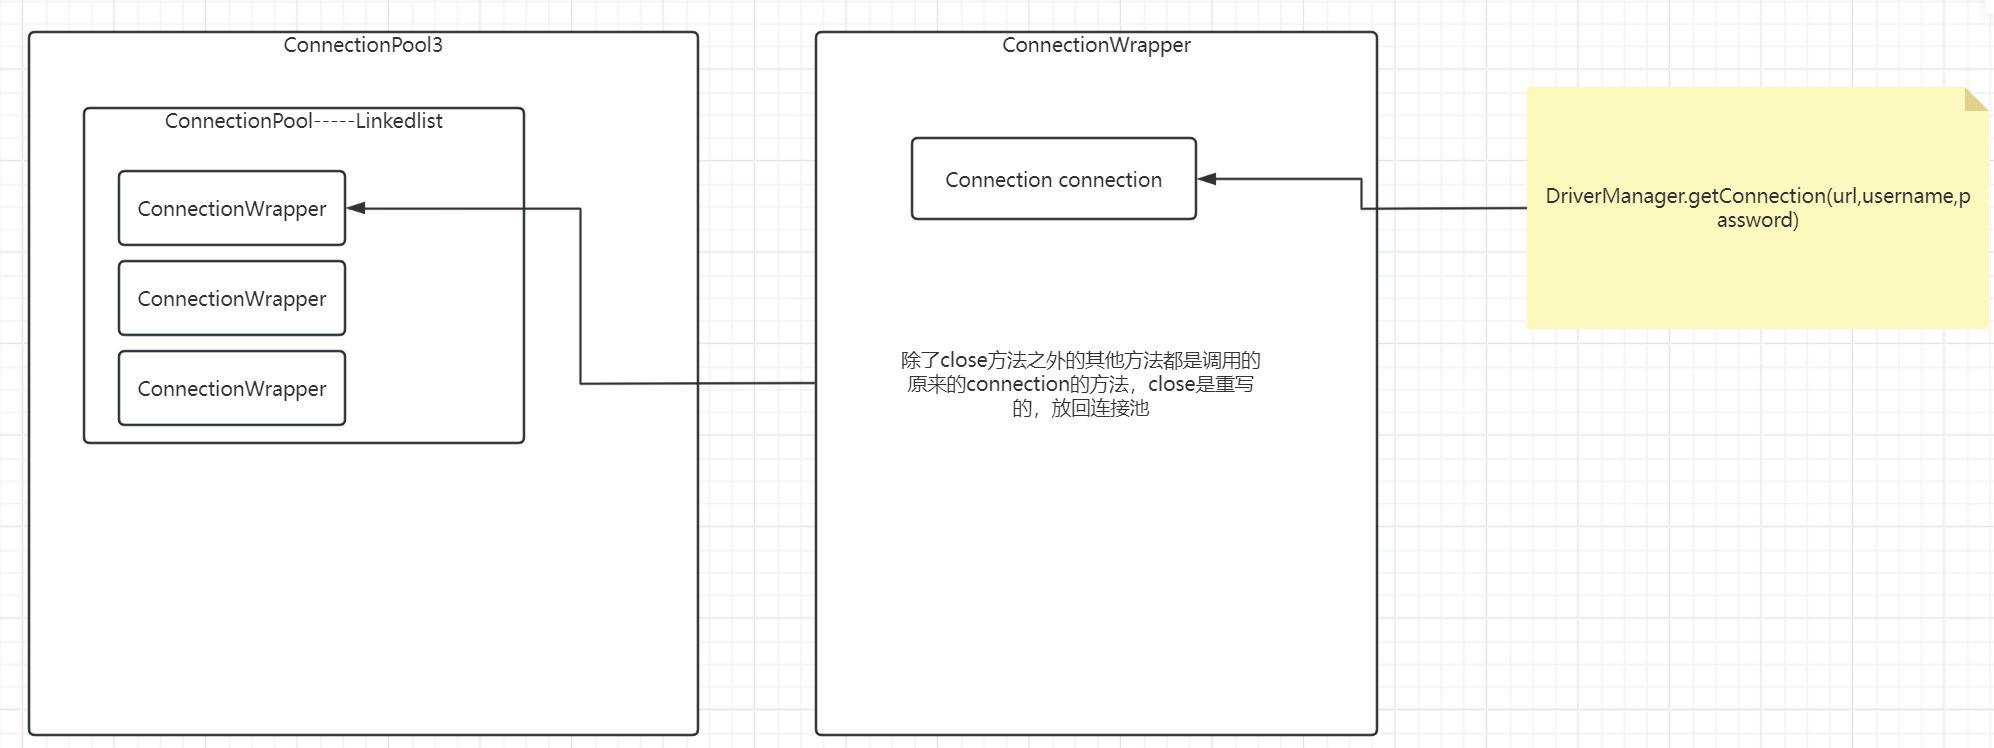 ConnectionPool3
ConnectionPool-----Linkedlist
ConnectionWrapper
ConnectionWrapper
ConnectionWrapper
ConnectionWrapper
Connection connection
除了close方法之外的其他方法都是调用的
原来的connection的方法，close是重写
的，放回连接池
DriverManager.getConnection(url,username,p
assword)